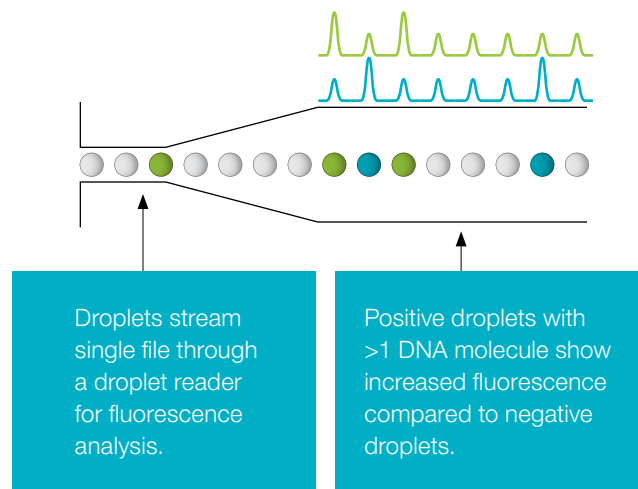 Droplets stream
single file through
a droplet reader
for fluorescence
analysis.
Positive droplets with
>1 DNA molecule show
increased fluorescence
compared to negative
droplets.